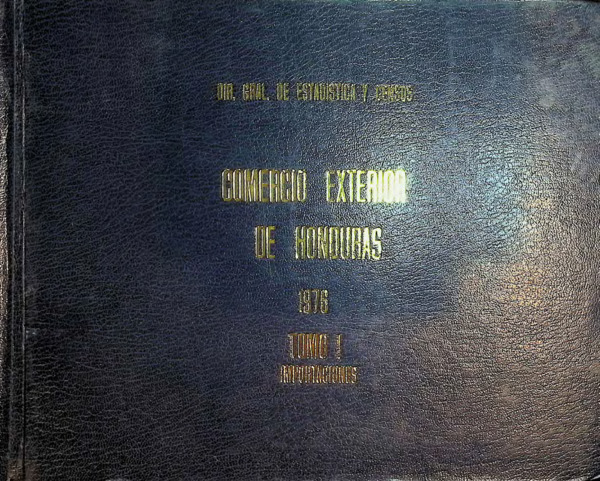 DIR. GRAL. DE ESTADISTICA Y CENSOS
COMERCIO EXTERIOR
DE HONDURAS
1976
TOMO I
IMPORTACIONES